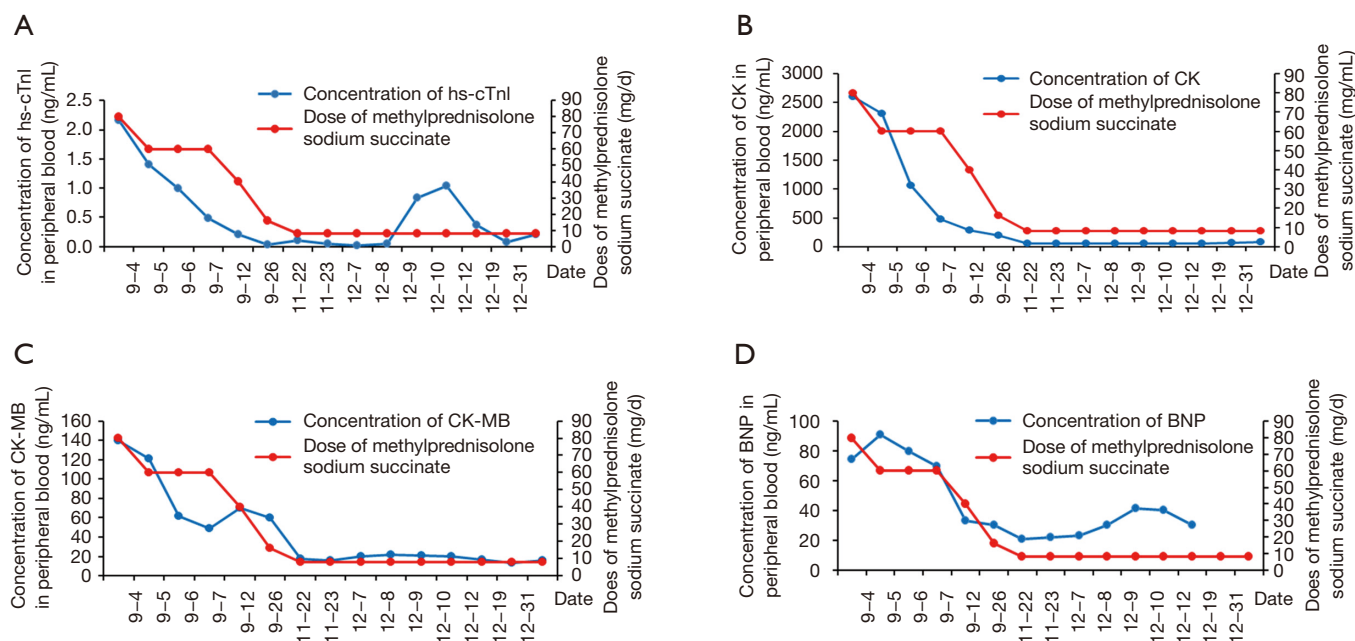 A
Concentration of hs-cTnI
in peripheral blood (ng/mL)
2.5
2.0
1.5
1.0
0.5
0.0
Concentration of hs-cTnI
Dose of methylprednisolone
sodium succinate
90
80
70
60
50
40
30
20
10
0
Does of methylprednisolone
sodium succinate (mg/d)
9–4 9–5 9–6 9–7 9–12 9–26 11–22 11–23 12–7 12–8 12–9 12–10 12–12 12–19 12–31 Date
B
Concentration of CK in
peripheral blood (ng/mL)
3000
2500
2000
1500
1000
500
0
Concentration of CK
Dose of methylprednisolone
sodium succinate
90
80
70
60
50
40
30
20
10
0
Does of methylprednisolone
sodium succinate (mg/mL)
9–4 9–5 9–6 9–7 9–12 9–26 11–22 11–23 12–7 12–8 12–9 12–10 12–12 12–19 12–31 Date
C
Concentration of CK-MB
in peripheral blood (ng/mL)
160
140
120
100
80
60
40
20
0
Concentration of CK-MB
Dose of methylprednisolone
sodium succinate
90
80
70
60
50
40
30
20
10
0
Does of methylprednisolone
sodium succinate (mg/d)
9–4 9–5 9–6 9–7 9–12 9–26 11–22 11–23 12–7 12–8 12–9 12–10 12–12 12–19 12–31 Date
D
Concentration of BNP in
peripheral blood (ng/mL)
100
80
60
40
20
0
Concentration of BNP
Dose of methylprednisolone
sodium succinate
90
80
70
60
50
40
30
20
10
0
Does of methylprednisolone
sodium succinate (mg/d)
9–4 9–5 9–6 9–7 9–12 9–26 11–22 11–23 12–7 12–8 12–9 12–10 12–12 12–19 12–31 Date